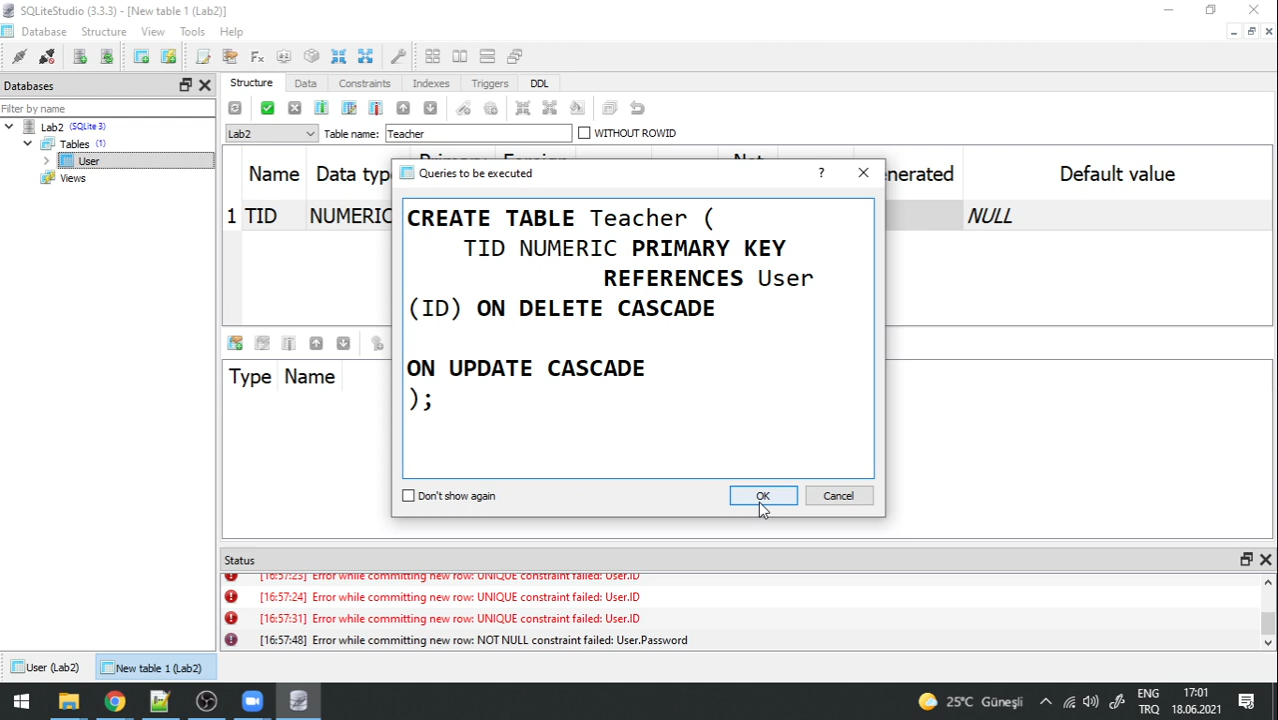 SQLiteStudio (3.3.3) - [New table 1 (Lab2)]
Database Structure View Tools Help
Databases
Filter by name
Lab2 (SQLite 3)
Tables (1)
User
Views
Structure Data Constraints Indexes Triggers DDL
Lab2 Table name: Teacher WITHOUT ROWID
Name Data type Default value
1 TID NUMERIC NULL
Queries to be executed
CREATE TABLE Teacher (
TID NUMERIC PRIMARY KEY
REFERENCES User
(ID) ON DELETE CASCADE
ON UPDATE CASCADE
);
Don't show again OK Cancel
Type Name
Status
[16:57:23] Error while committing new row: UNIQUE constraint failed: User.ID
[16:57:24] Error while committing new row: UNIQUE constraint failed: User.ID
[16:57:31] Error while committing new row: UNIQUE constraint failed: User.ID
[16:57:48] Error while committing new row: NOT NULL constraint failed: User.Password
User (Lab2) New table 1 (Lab2)
25°C Güneşli ENG 17:01
TRQ 18.06.2021